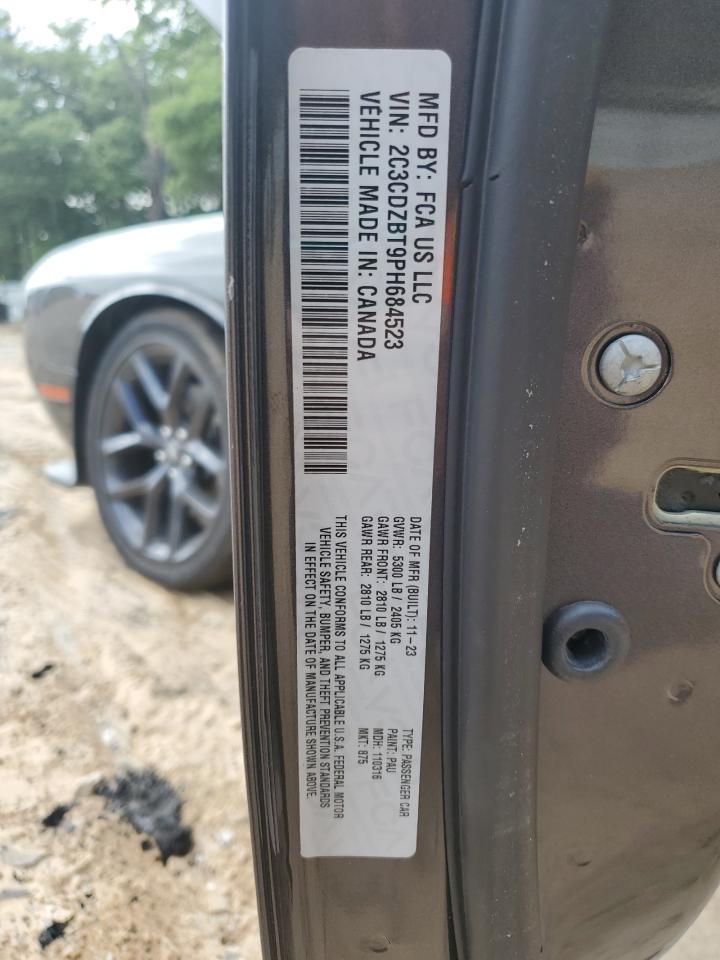 MFD BY: FCA US LLC
VIN: 2C3CDZBT9PH684523
VEHICLE MADE IN: CANADA
DATE OF MFR (BUILT): 11-23
GVWR: 5300 LB / 2405 KG
GAWR FRONT: 2810 LB / 1275 KG
GAWR REAR: 2810 LB / 1275 KG
TYPE: PASSENGER CAR
PAINT: PAU
MDH: 110316
MKT: 875
THIS VEHICLE CONFORMS TO ALL APPLICABLE U.S.A. FEDERAL MOTOR
VEHICLE SAFETY, BUMPER, AND THEFT PREVENTION STANDARDS
IN EFFECT ON THE DATE OF MANUFACTURE SHOWN ABOVE.